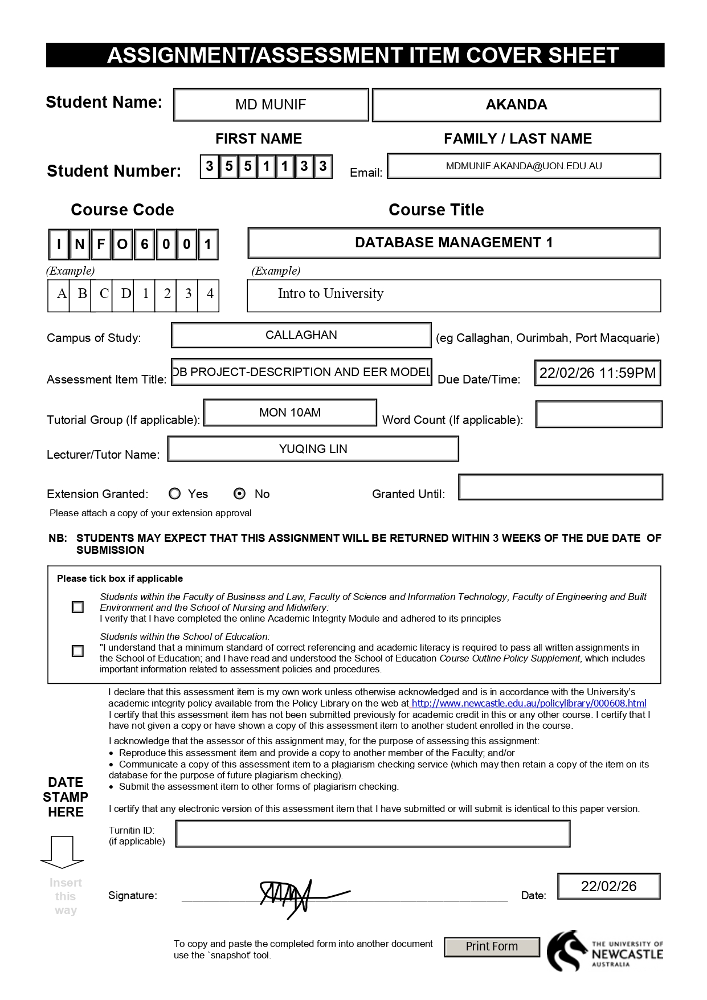 ASSIGNMENT/ASSESSMENT ITEM COVER SHEET
Student Name: MD MUNIF AKANDA
FIRST NAME FAMILY / LAST NAME
Student Number: 3 5 5 1 1 3 3 Email: MDMUNIF.AKANDA@UON.EDU.AU
Course Code Course Title
I N F O 6 0 0 1 DATABASE MANAGEMENT 1
(Example) (Example)
A B C D 1 2 3 4 Intro to University
Campus of Study: CALLAGHAN (eg Callaghan, Ourimbah, Port Macquarie)
Assessment Item Title: DB PROJECT-DESCRIPTION AND EER MODEL Due Date/Time: 22/02/26 11:59PM
Tutorial Group (If applicable): MON 10AM Word Count (If applicable):
Lecturer/Tutor Name: YUQING LIN
Extension Granted: Yes No Granted Until:
Please attach a copy of your extension approval
NB: STUDENTS MAY EXPECT THAT THIS ASSIGNMENT WILL BE RETURNED WITHIN 3 WEEKS OF THE DUE DATE OF
SUBMISSION
Please tick box if applicable
Students within the Faculty of Business and Law, Faculty of Science and Information Technology, Faculty of Engineering and Built
Environment and the School of Nursing and Midwifery:
I verify that I have completed the online Academic Integrity Module and adhered to its principles
Students within the School of Education:
"I understand that a minimum standard of correct referencing and academic literacy is required to pass all written assignments in
the School of Education; and I have read and understood the School of Education Course Outline Policy Supplement, which includes
important information related to assessment policies and procedures.
I declare that this assessment item is my own work unless otherwise acknowledged and is in accordance with the University’s
academic integrity policy available from the Policy Library on the web at http://www.newcastle.edu.au/policylibrary/000608.html
I certify that this assessment item has not been submitted previously for academic credit in this or any other course. I certify that I
have not given a copy or have shown a copy of this assessment item to another student enrolled in the course.
I acknowledge that the assessor of this assignment may, for the purpose of assessing this assignment:
• Reproduce this assessment item and provide a copy to another member of the Faculty; and/or
• Communicate a copy of this assessment item to a plagiarism checking service (which may then retain a copy of the item on its
database for the purpose of future plagiarism checking).
• Submit the assessment item to other forms of plagiarism checking.
I certify that any electronic version of this assessment item that I have submitted or will submit is identical to this paper version.
DATE
STAMP
HERE
Turnitin ID:
(if applicable)
Insert
this
way
Signature: Date: 22/02/26
To copy and paste the completed form into another document
use the `snapshot' tool.
Print Form
THE UNIVERSITY OF
NEWCASTLE
AUSTRALIA